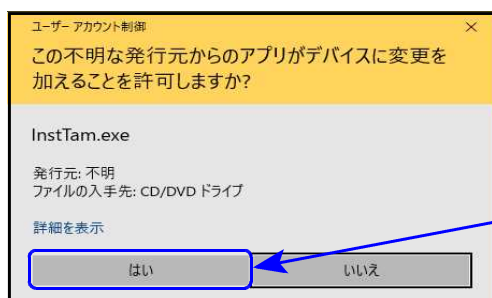 ユーザー アカウント制御
この不明な発行元からのアプリがデバイスに変更を
加えることを許可しますか?
InstTam.exe
発行元: 不明
ファイルの入手先: CD/DVD ドライブ
詳細を表示
はい
いいえ